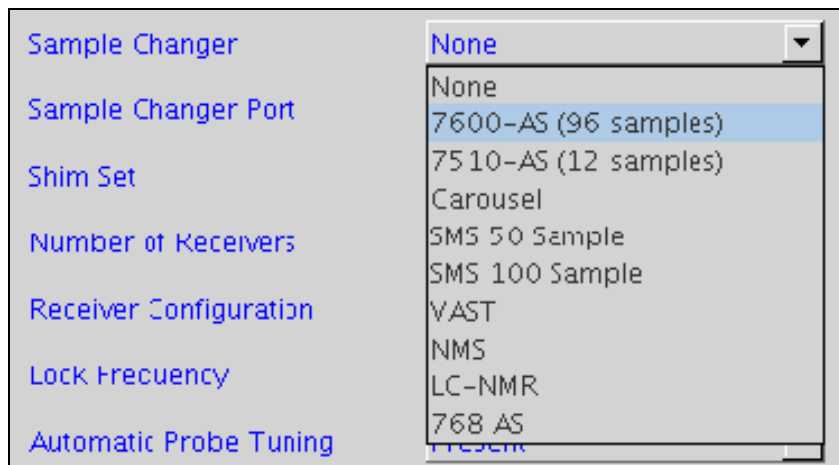 Sample Changer
None
None
Sample Changer Port
7600-AS (96 samples)
7510-AS (12 samples)
Shim Set
Carousel
Number of Receivers
SMS 50 Sample
SMS 100 Sample
Receiver Configuration
VAST
NMS
Lock Frequency
LC-NMR
768 AS
Automatic Probe Tuning
Present